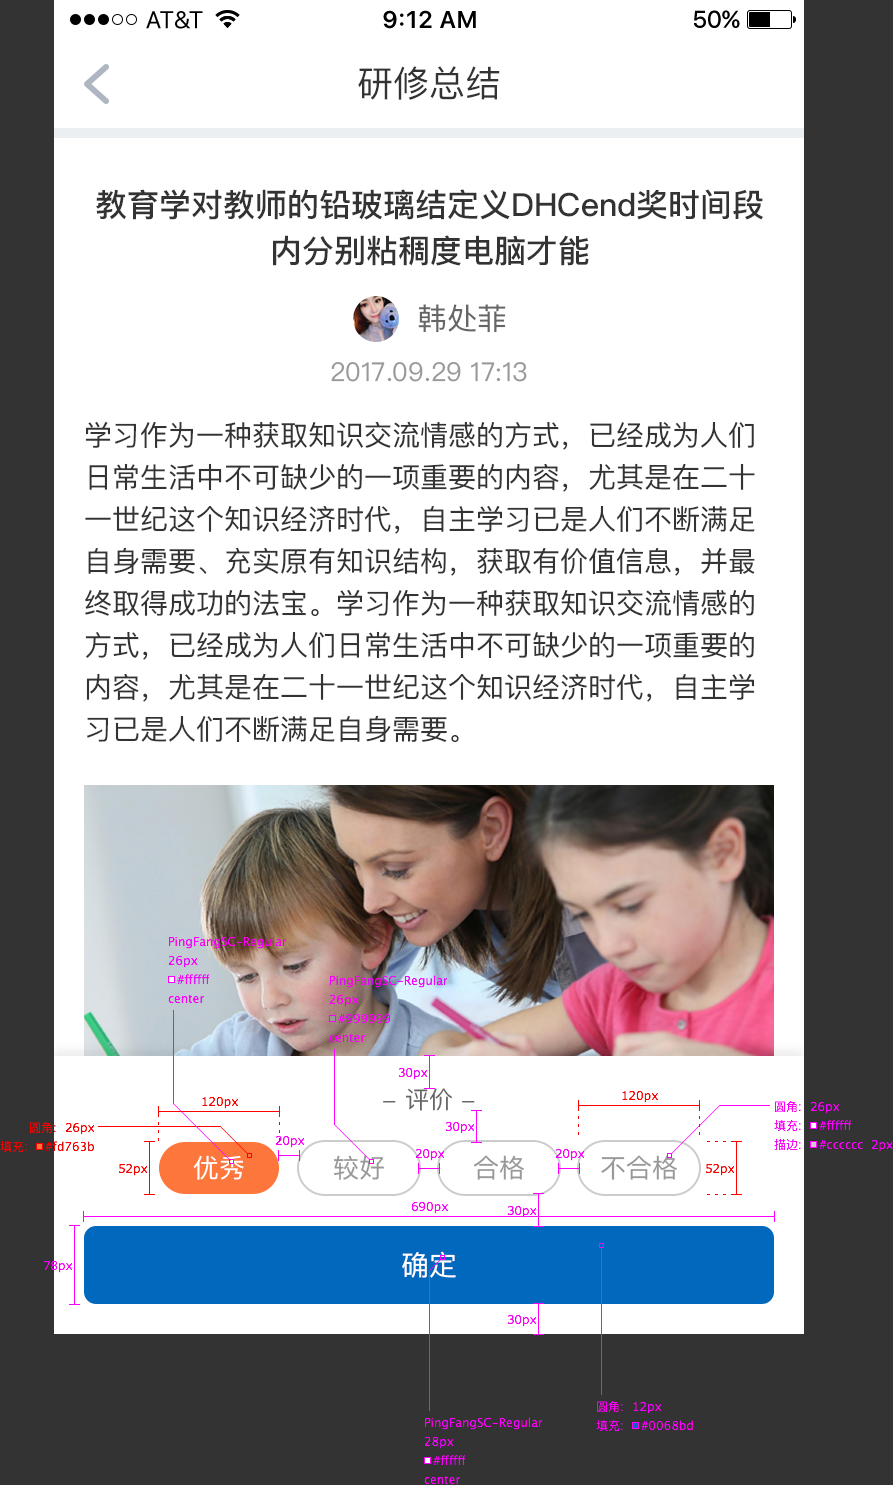 AT&T 9:12 AM 50%
研修总结
教育学对教师的铅玻璃结定义DHCend奖时间段
内分别粘稠度电脑才能
韩处菲
2017.09.29 17:13
学习作为一种获取知识交流情感的方式，已经成为人们
日常生活中不可缺少的一项重要的内容，尤其是在二十
一世纪这个知识经济时代，自主学习已是人们不断满足
自身需要、充实原有知识结构，获取有价值信息，并最
终取得成功的法宝。学习作为一种获取知识交流情感的
方式，已经成为人们日常生活中不可缺少的一项重要的
内容，尤其是在二十一世纪这个知识经济时代，自主学
习已是人们不断满足自身需要。
PingFangSC-Regular
26px
#ffffff
center
PingFangSC-Regular
26px
#999999
center
30px
– 评价 –
120px
120px
30px
圆角: 26px
填充: #fd763b
圆角: 26px
填充: #ffffff
描边: #cccccc 2px
20px
20px
20px
52px
优秀
较好
合格
不合格
52px
690px
30px
78px
确定
30px
圆角: 12px
填充: #0068bd
PingFangSC-Regular
28px
#ffffff
center